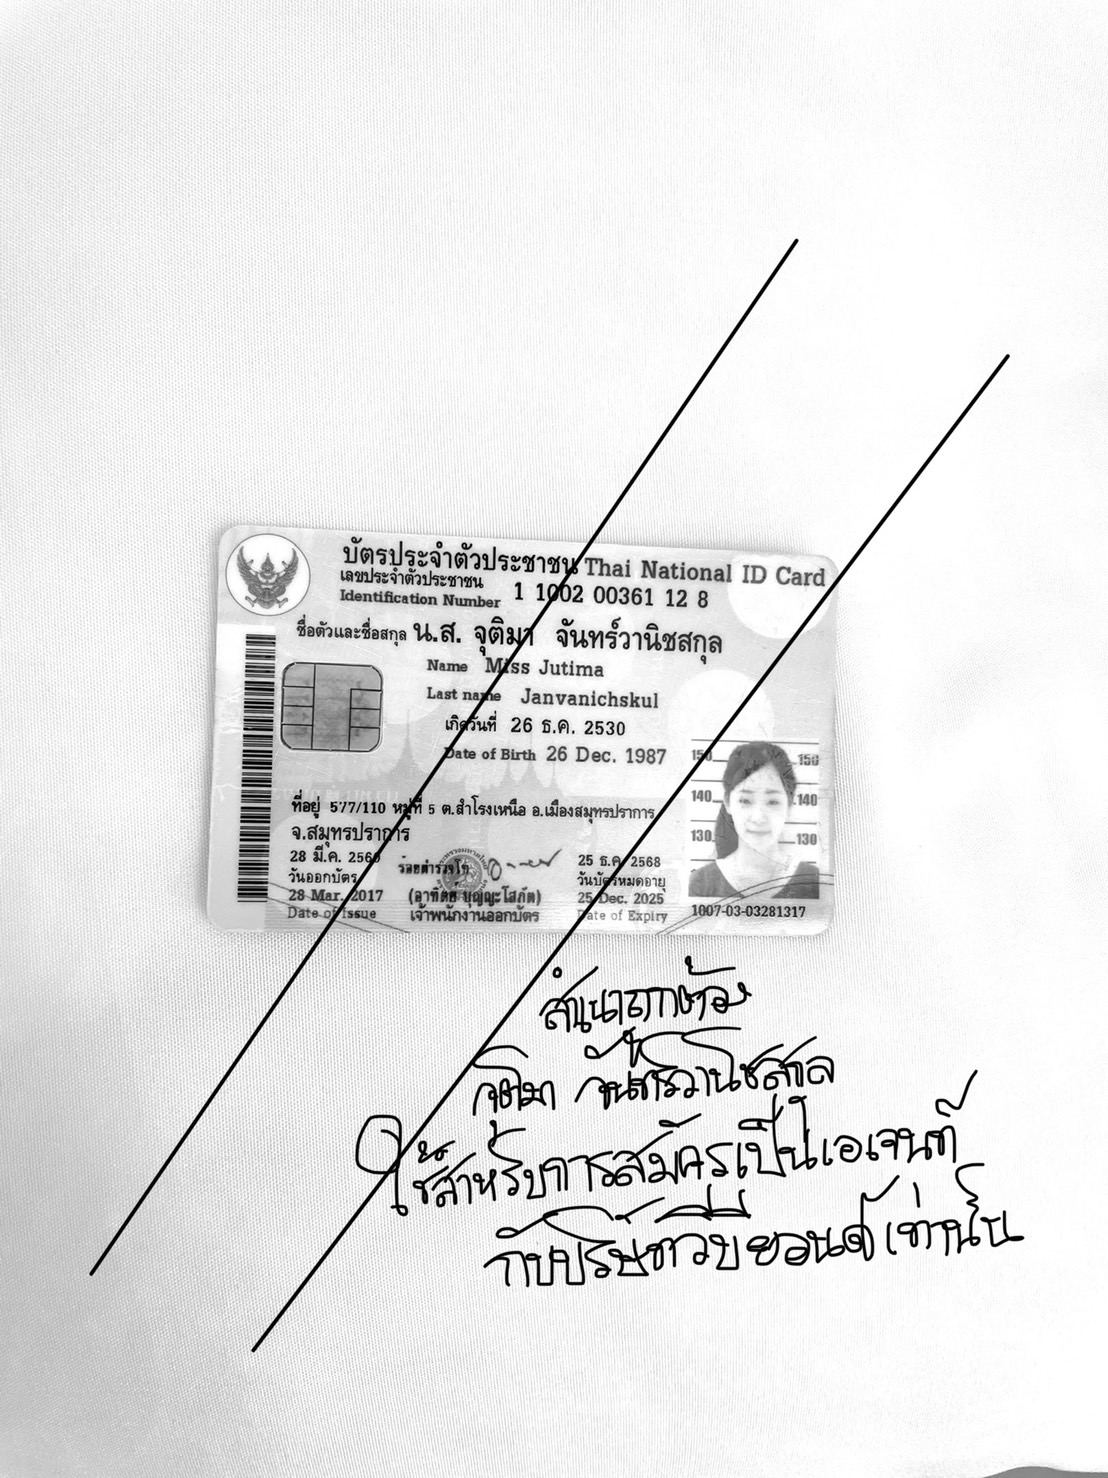 บัตรประจำตัวประชาชน Thai National ID Card
เลขประจำตัวประชาชน
Identification Number 1 1002 00361 12 8
ชื่อตัวและชื่อสกุล น.ส. จุติมา จันทร์วานิชสกุล
Name Miss Jutima
Last name Janvanichskul
เกิดวันที่ 26 ธ.ค. 2530
Date of Birth 26 Dec. 1987
ที่อยู่ 577/110 หมู่ที่ 5 ต.สำโรงเหนือ อ.เมืองสมุทรปราการ
จ.สมุทรปราการ
28 มี.ค. 2560
วันออกบัตร
28 Mar. 2017
Date of Issue
ร้อยตำรวจโท
(อาทิตย์ บุญญะโสภัต)
เจ้าพนักงานออกบัตร
25 ธ.ค. 2568
วันบัตรหมดอายุ
25 Dec. 2025
Date of Expiry
150 150
140 140
130 130
1007-03-03281317
สำเนาถูกต้อง
จุติมา จันทร์วานิชสกุล
ใช้สำหรับการสมัครเป็นเอเจนท์
กับบริษัททีวีบียอนด์เท่านั้น